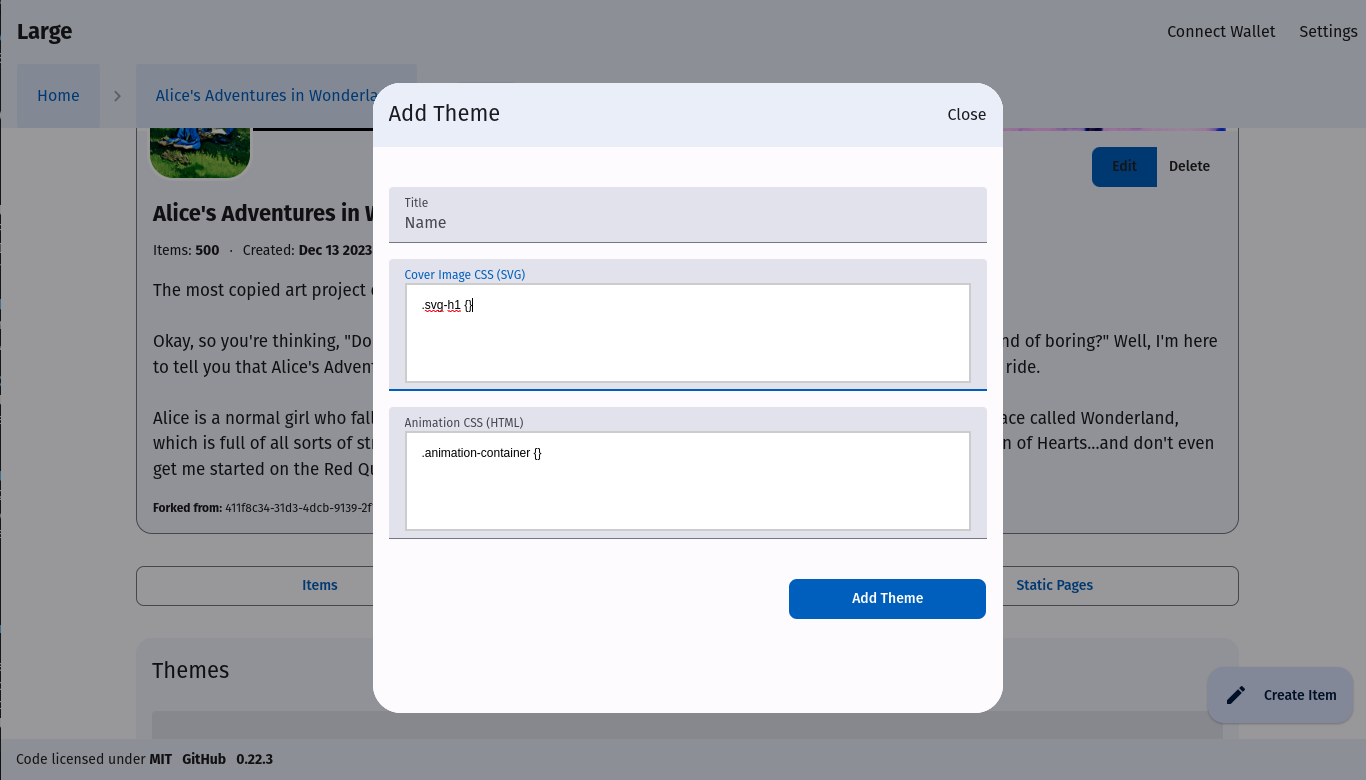 Large
Connect Wallet
Settings
Home
Alice's Adventures in Wonderla
Add Theme
Close
Edit
Delete
Title
Name
Alice's Adventures in
Items: 500 · Created: Dec 13 2023
Cover Image CSS (SVG)
.svg-h1 {}
The most copied art project
Okay, so you're thinking, "Do
nd of boring?" Well, I'm here
to tell you that Alice's Adven
ride.
Animation CSS (HTML)
.animation-container {}
Alice is a normal girl who fal
ace called Wonderland,
which is full of all sorts of st
n of Hearts...and don't even
get me started on the Red Qu
Forked from: 411f8c34-31d3-4dcb-9139-2f
Items
Static Pages
Add Theme
Themes
Create Item
Code licensed under MIT GitHub 0.22.3